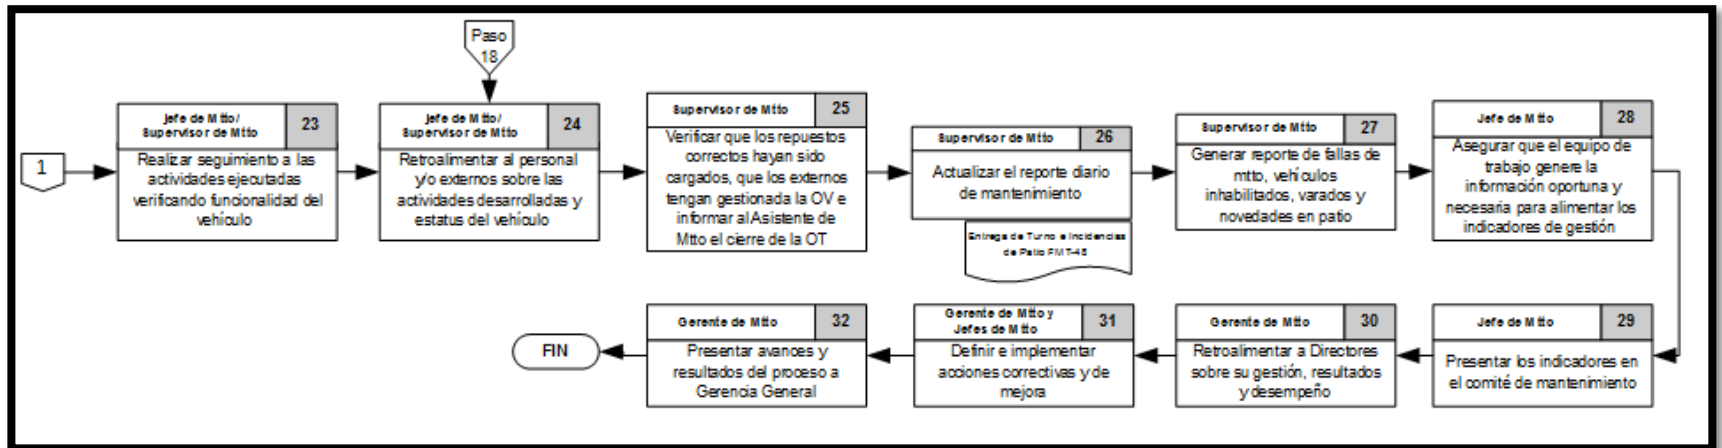 Paso
18
1
Jefe de Mtto/
Supervisor de Mtto
23
Realizar seguimiento a las
actividades ejecutadas
verificando funcionalidad del
vehículo
Jefe de Mtto/
Supervisor de Mtto
24
Retroalimentar al personal
y/o externos sobre las
actividades desarrolladas y
estatus del vehículo
Supervisor de Mtto
25
Verificar que los repuestos
correctos hayan sido
cargados, que los externos
tengan gestionada la OV e
informar al Asistente de
Mtto el cierre de la OT
Supervisor de Mtto
26
Actualizar el reporte diario
de mantenimiento
Entrega de Turno e Incidencias
de Patio FMT-48
Supervisor de Mtto
27
Generar reporte de fallas de
mtto, vehículos
inhabilitados, varados y
novedades en patio
Jefe de Mtto
28
Asegurar que el equipo de
trabajo genere la
información oportuna y
necesaria para alimentar los
indicadores de gestión
Jefe de Mtto
29
Presentar los indicadores en
el comité de mantenimiento
Gerente de Mtto
30
Retroalimentar a Directores
sobre su gestión, resultados
y desempeño
Gerente de Mtto y
Jefes de Mtto
31
Definir e implementar
acciones correctivas y de
mejora
Gerente de Mtto
32
Presentar avances y
resultados del proceso a
Gerencia General
FIN